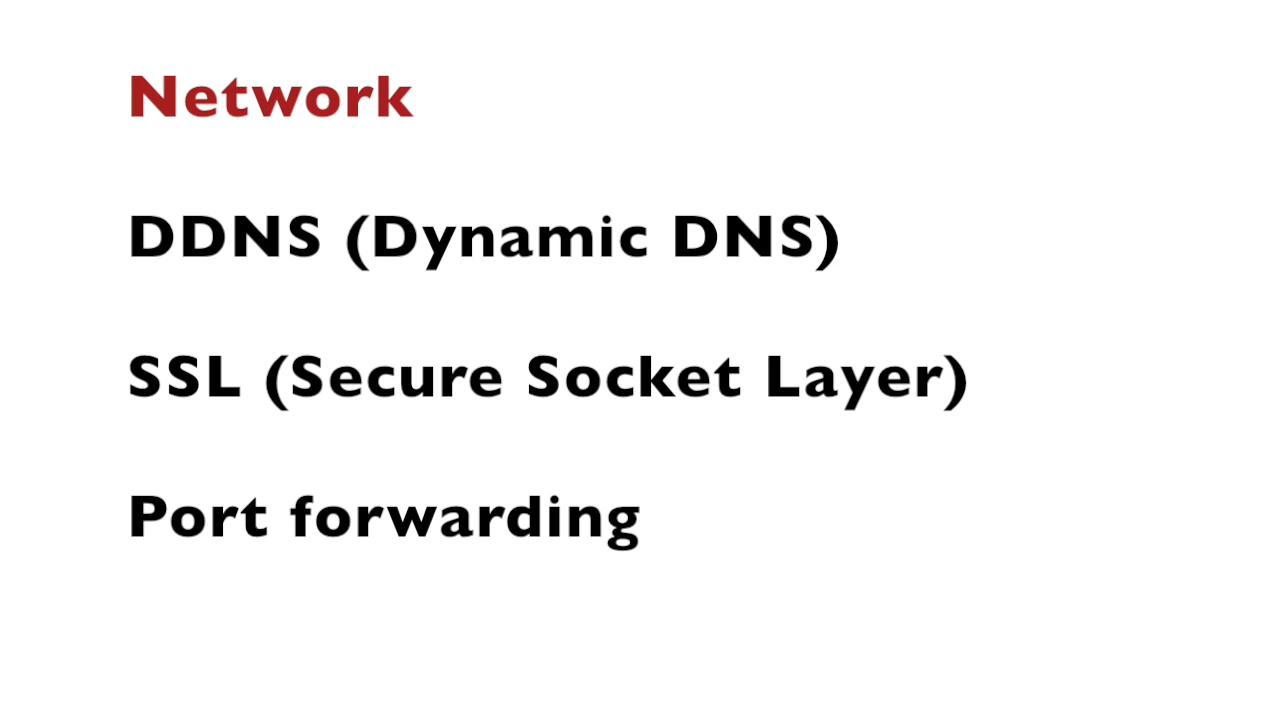 Network
DDNS (Dynamic DNS)
SSL (Secure Socket Layer)
Port forwarding